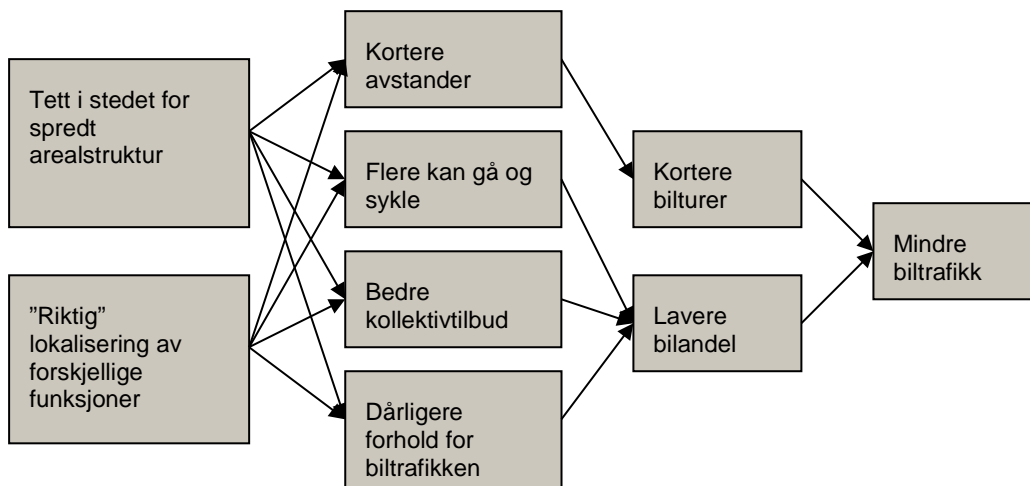 Tett i stedet for
spredt
arealstruktur
”Riktig”
lokalisering av
forskjellige
funksjoner
Kortere
avstander
Flere kan gå og
sykle
Bedre
kollektivtilbud
Dårligere
forhold for
biltrafikken
Kortere
bilturer
Lavere
bilandel
Mindre
biltrafikk